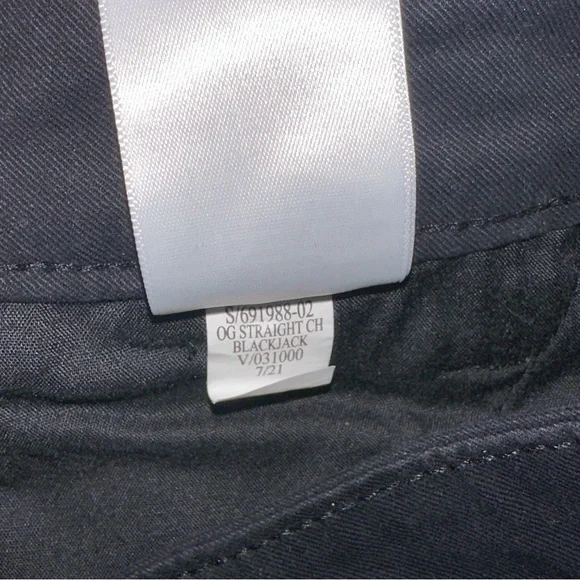 S/691988-02
OG STRAIGHT CH
BLACKJACK
V/031000
7/21